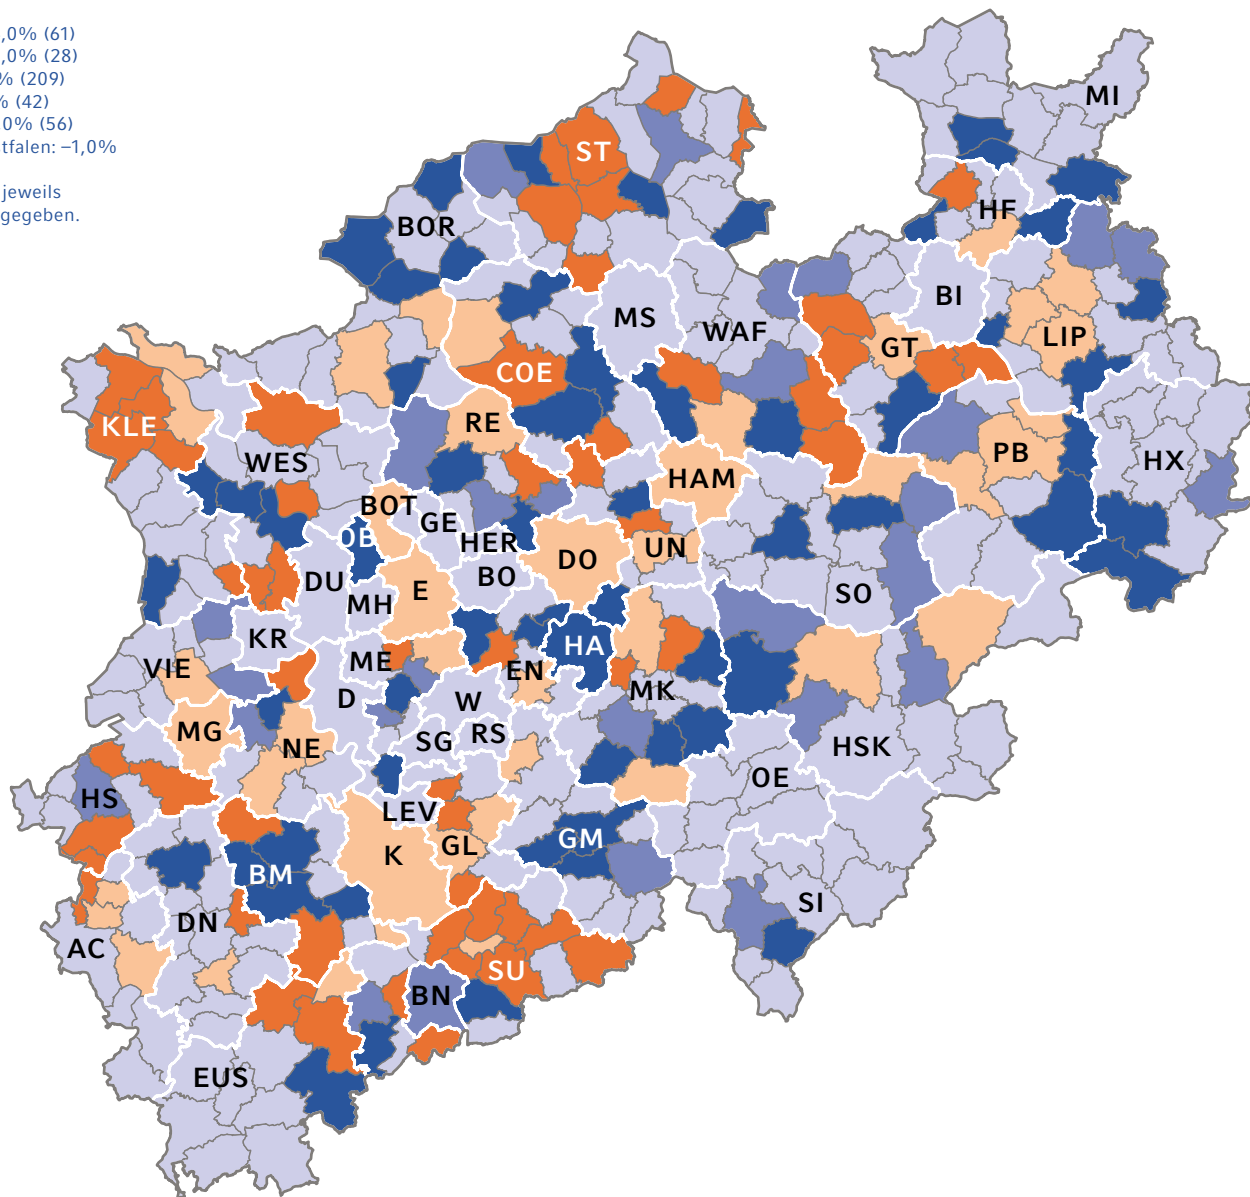 ,0% (61)
,0% (28)
% (209)
% (42)
,0% (56)
tfalen: –1,0%
jeweils
gegeben.
MI
ST
HF
BOR
BI
MS
WAF
LIP
GT
COE
KLE
RE
PB
WES
HX
HAM
BOT
GE
OB
HER
UN
DO
BO
DU
E
SO
MH
KR
HA
ME
VIE
EN
MK
D
W
MG
SG
RS
NE
HSK
OE
HS
LEV
GM
GL
K
BM
SI
DN
AC
SU
BN
EUS